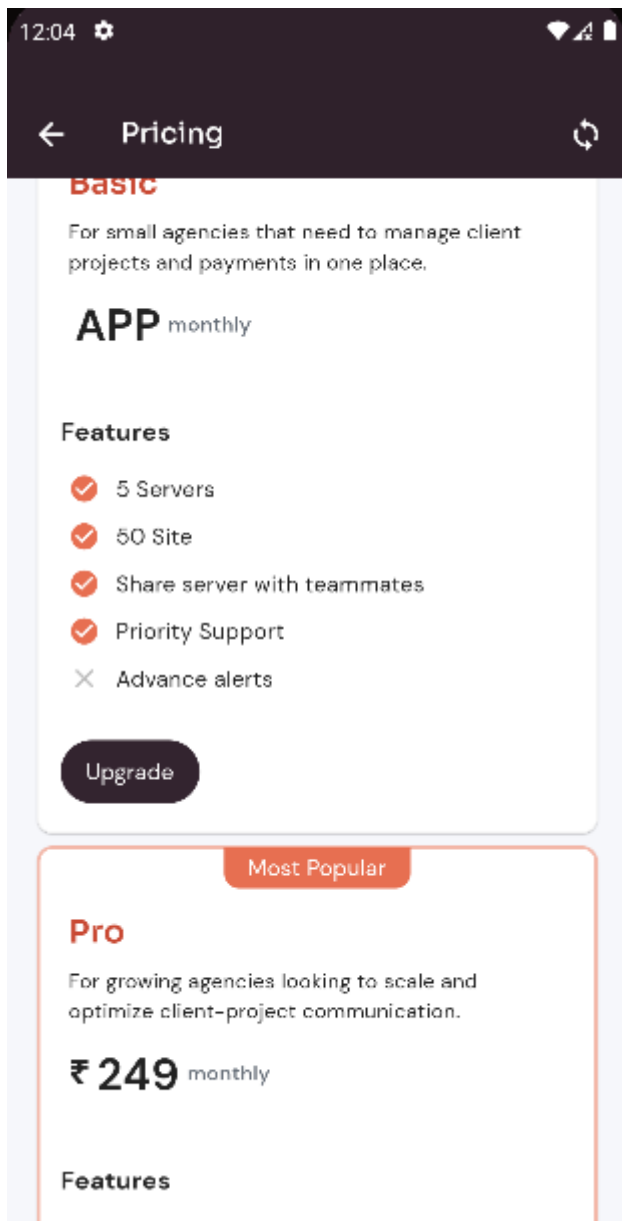 12:04
Pricing
Basic
For small agencies that need to manage client
projects and payments in one place.
APP monthly
Features
5 Servers
50 Site
Share server with teammates
Priority Support
Advance alerts
Upgrade
Most Popular
Pro
For growing agencies looking to scale and
optimize client-project communication.
₹ 249 monthly
Features